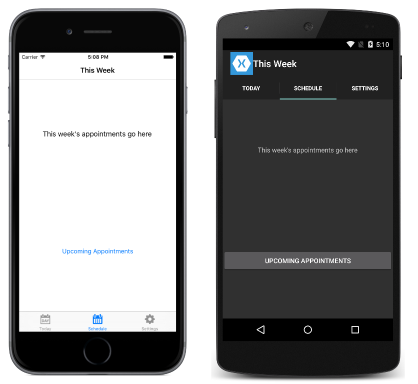 Carrier
5:08 PM
This Week
This week's appointments go here
Upcoming Appointments
Today
Schedule
Settings
5:10
This Week
TODAY
SCHEDULE
SETTINGS
This week's appointments go here
UPCOMING APPOINTMENTS